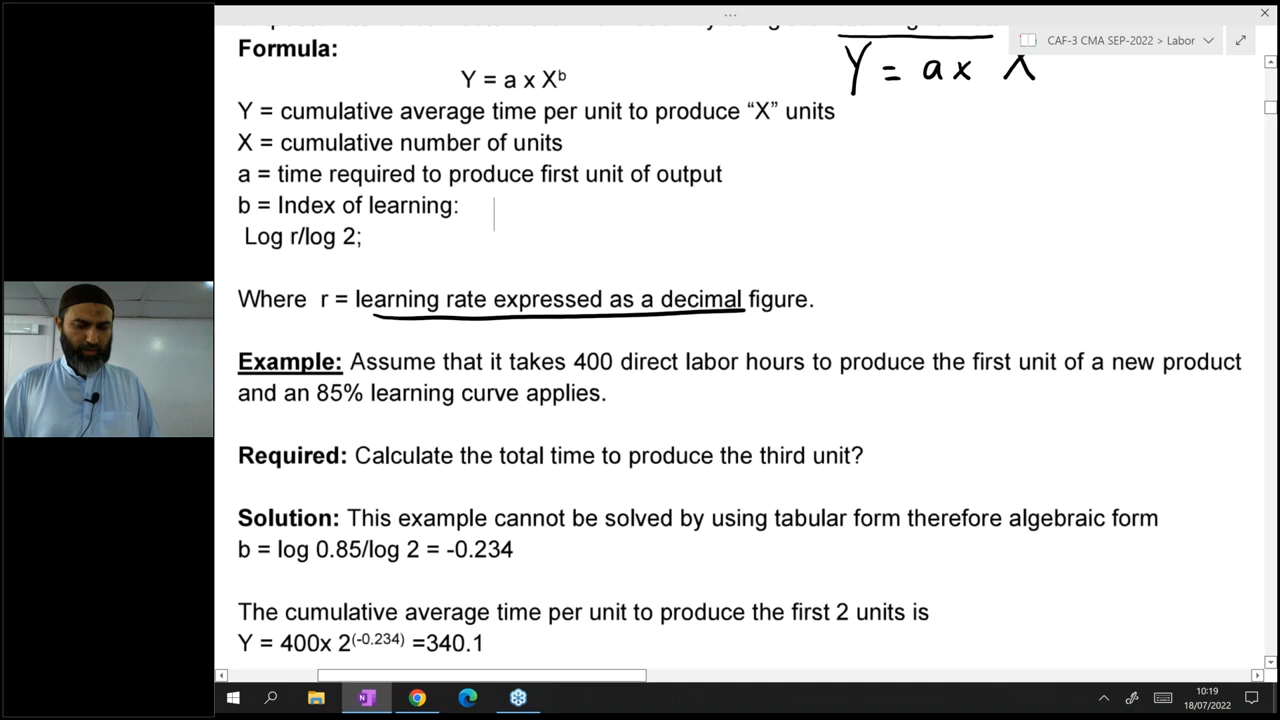 CAF-3 CMA SEP-2022 > Labor
Formula:
Y = a x X
Y = a x Xᵇ
Y = cumulative average time per unit to produce “X” units
X = cumulative number of units
a = time required to produce first unit of output
b = Index of learning:
Log r/log 2;
Where r = learning rate expressed as a decimal figure.
Example: Assume that it takes 400 direct labor hours to produce the first unit of a new product
and an 85% learning curve applies.
Required: Calculate the total time to produce the third unit?
Solution: This example cannot be solved by using tabular form therefore algebraic form
b = log 0.85/log 2 = -0.234
The cumulative average time per unit to produce the first 2 units is
Y = 400x 2⁽⁻⁰·²³⁴⁾ =340.1
10:19
18/07/2022